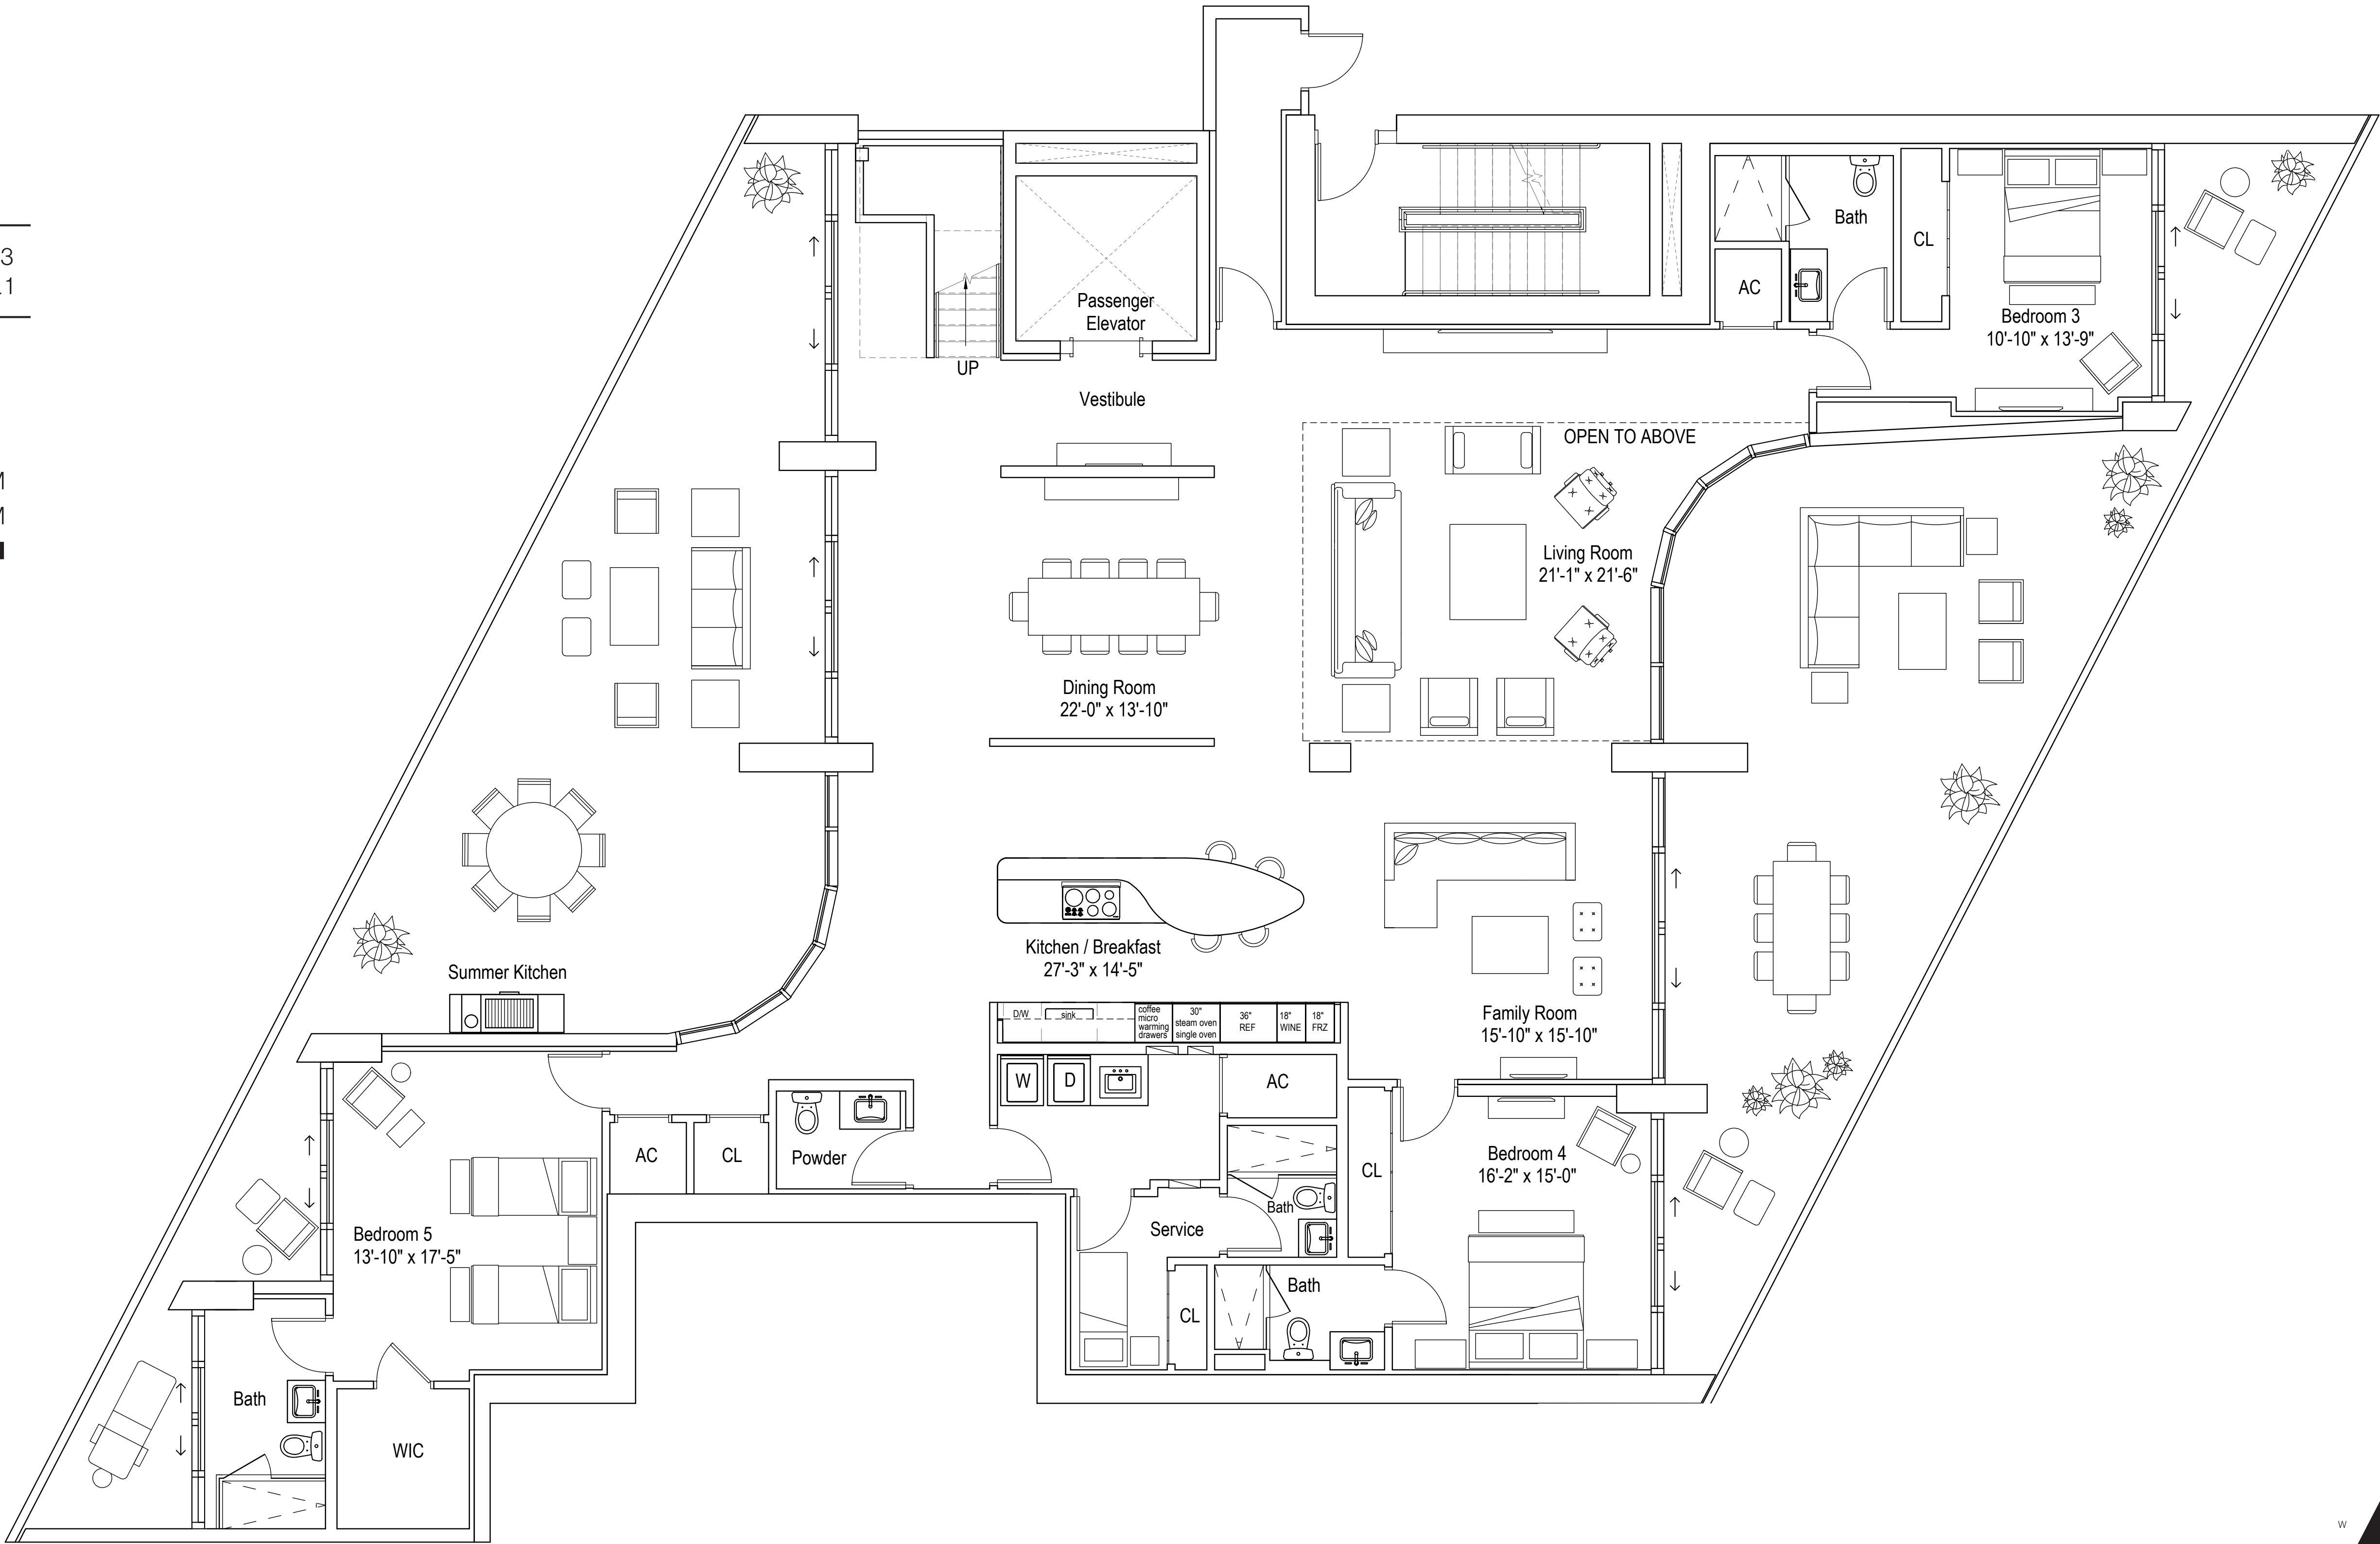 3
.1
M
M
Passenger
Elevator
UP
Vestibule
OPEN TO ABOVE
Bath
CL
AC
Bedroom 3
10'-10" x 13'-9"
Living Room
21'-1" x 21'-6"
Dining Room
22'-0" x 13'-10"
Kitchen / Breakfast
27'-3" x 14'-5"
Summer Kitchen
D/W
sink
coffee
micro
warming
drawers
30"
steam oven
single oven
36"
REF
18"
WINE
18"
FRZ
Family Room
15'-10" x 15'-10"
W
D
AC
AC
CL
Powder
Bath
Service
CL
Bedroom 4
16'-2" x 15'-0"
Bedroom 5
13'-10" x 17'-5"
CL
Bath
Bath
WIC
W